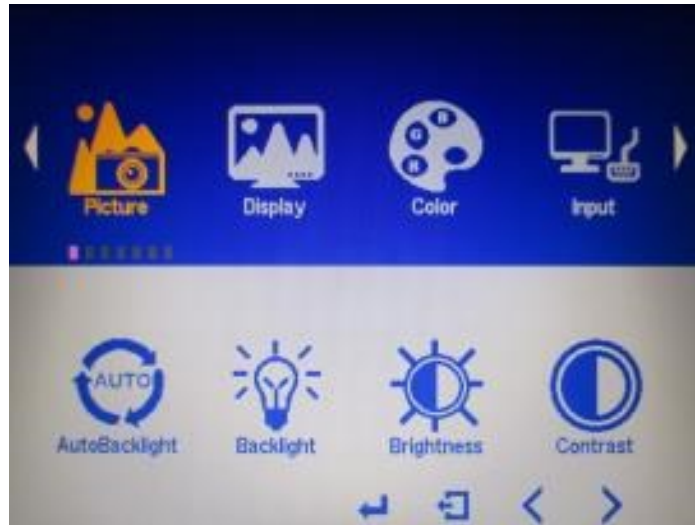 Picture Display Color Input
G B R
AUTO
AutoBacklight Backlight Brightness Contrast